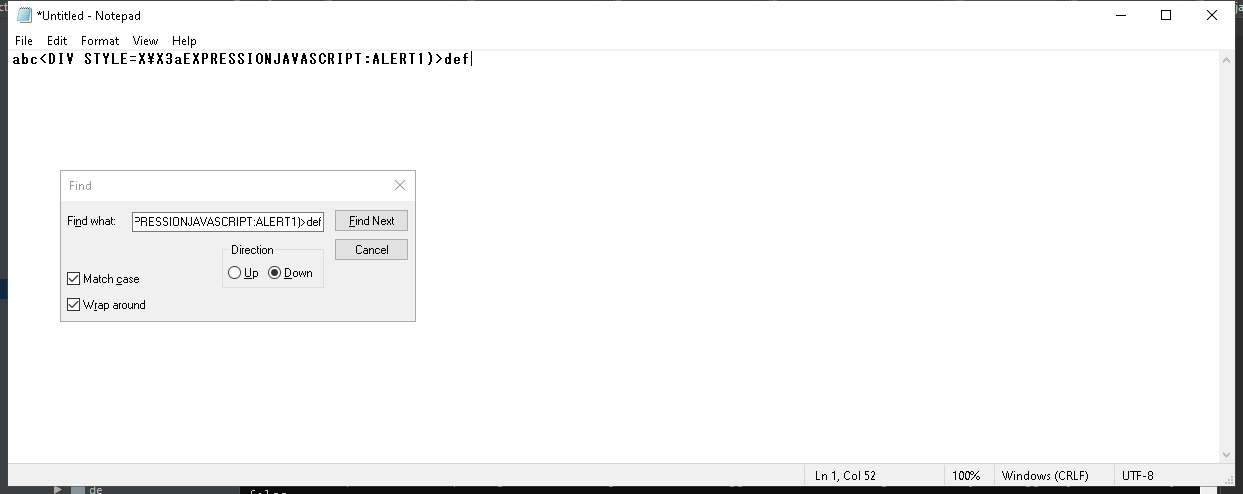 *Untitled - Notepad
File Edit Format View Help
abc<DIV STYLE=X¥X3aEXPRESSIONJAVASCRIPT:ALERT1)>def
Find
Find what: PRESSIONJAVASCRIPT:ALERT1)>def Find Next
Direction Cancel
Up Down
Match case
Wrap around
Ln 1, Col 52 100% Windows (CRLF) UTF-8
de